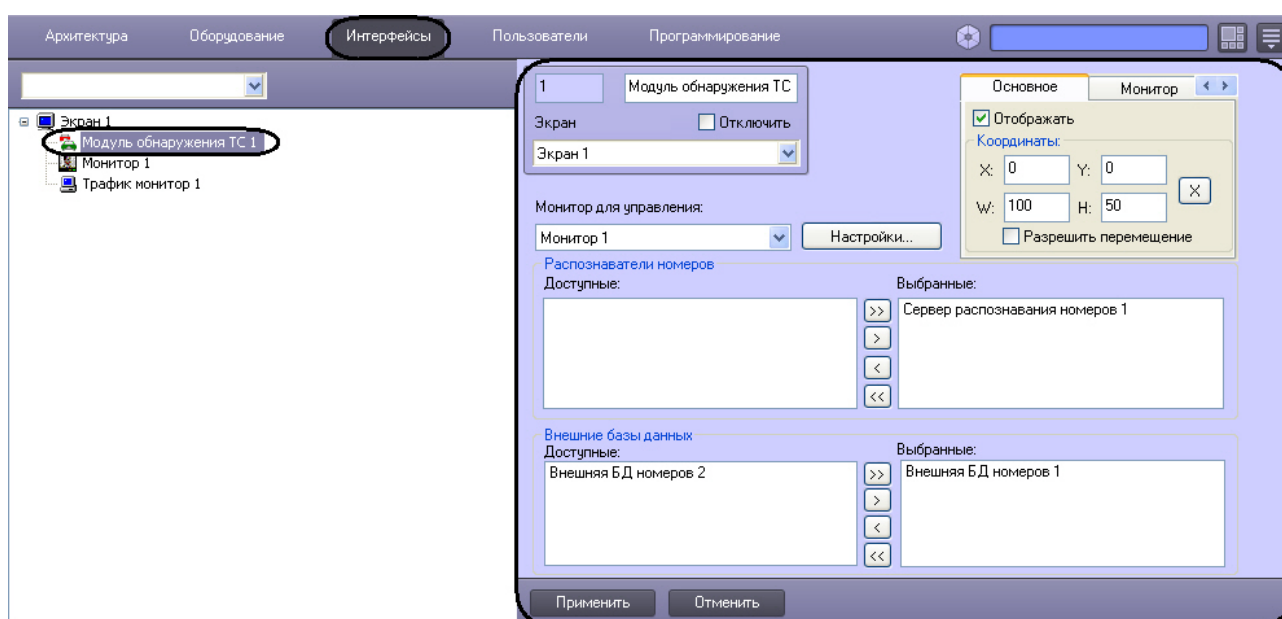 Архитектура Оборудование Интерфейсы Пользователи Программирование
Экран 1
Модуль обнаружения ТС 1
Монитор 1
Трафик монитор 1
1 Модуль обнаружения ТС
Экран Отключить
Экран 1
Основное Монитор
Отображать
Координаты:
X: 0 Y: 0
X
W: 100 H: 50
Разрешить перемещение
Монитор для управления:
Монитор 1 Настройки...
Распознаватели номеров
Доступные: Выбранные:
Сервер распознавания номеров 1
>>
>
<
<<
Внешние базы данных
Доступные: Выбранные:
Внешняя БД номеров 2 >> Внешняя БД номеров 1
>
<
<<
Применить Отменить